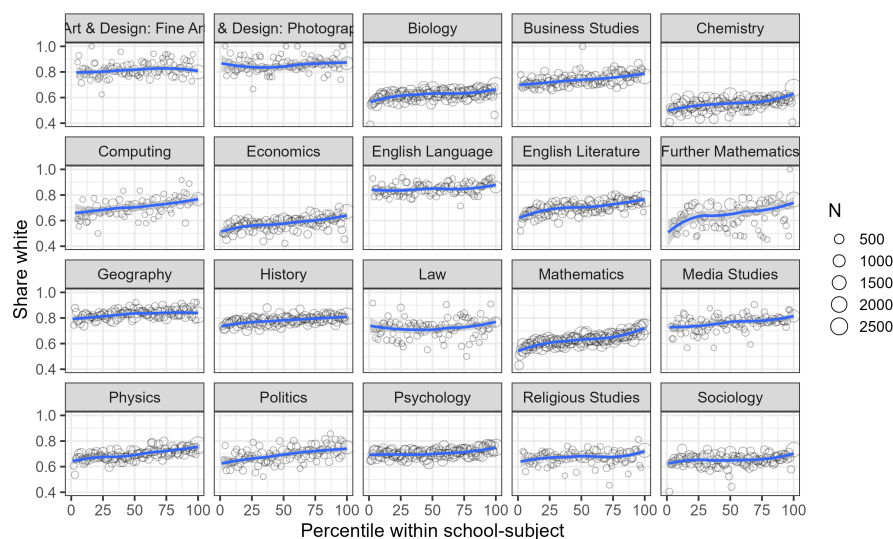 Art & Design: Fine Ar
& Design: Photograp
Biology
Business Studies
Chemistry
1.0
0.8
0.6
0.4
Computing
Economics
English Language
English Literature
Further Mathematics
1.0
0.8
0.6
0.4
Geography
History
Law
Mathematics
Media Studies
1.0
0.8
0.6
0.4
Physics
Politics
Psychology
Religious Studies
Sociology
1.0
0.8
0.6
0.4
0 25 50 75 100
0 25 50 75 100
0 25 50 75 100
0 25 50 75 100
0 25 50 75 100
Percentile within school-subject
Share white
N
500
1000
1500
2000
2500